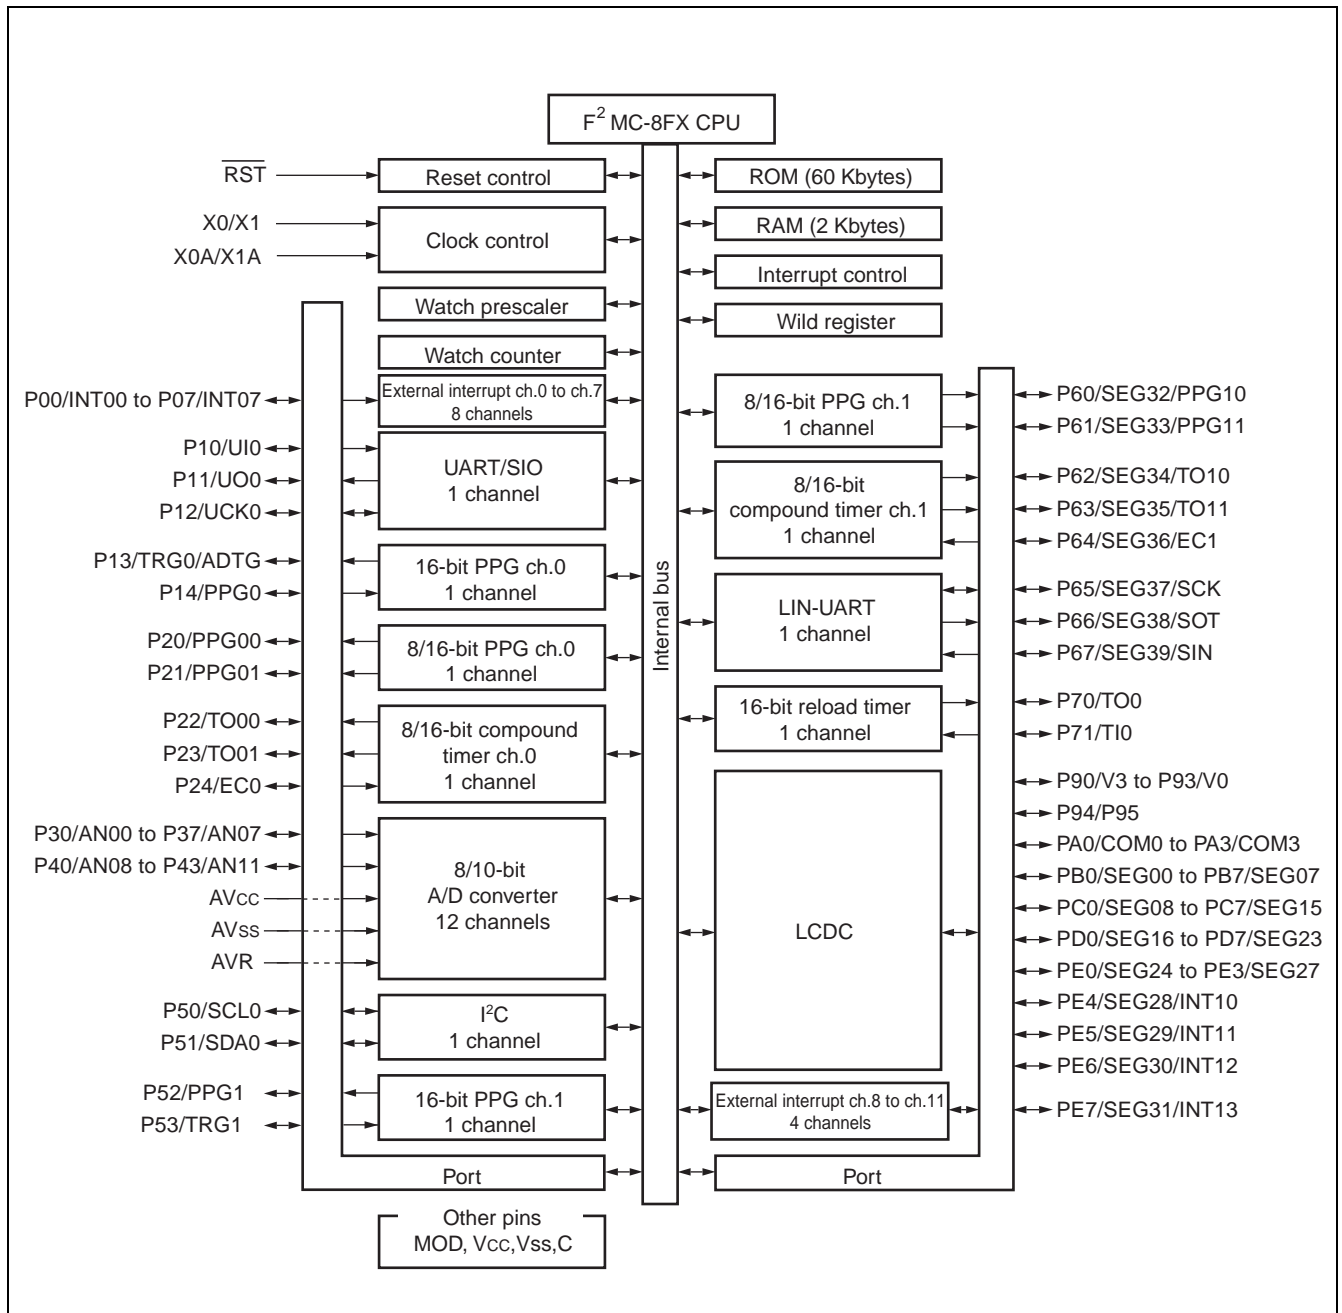 F² MC-8FX CPU
RST
Reset control
ROM (60 Kbytes)
X0/X1
X0A/X1A
Clock control
RAM (2 Kbytes)
Interrupt control
Watch prescaler
Wild register
Watch counter
P00/INT00 to P07/INT07
External interrupt ch.0 to ch.7
8 channels
P10/UI0
P11/UO0
P12/UCK0
UART/SIO
1 channel
P13/TRG0/ADTG
P14/PPG0
16-bit PPG ch.0
1 channel
P20/PPG00
P21/PPG01
8/16-bit PPG ch.0
1 channel
P22/TO00
P23/TO01
P24/EC0
8/16-bit compound
timer ch.0
1 channel
P30/AN00 to P37/AN07
P40/AN08 to P43/AN11
AVCC
AVSS
AVR
8/10-bit
A/D converter
12 channels
P50/SCL0
P51/SDA0
I²C
1 channel
P52/PPG1
P53/TRG1
16-bit PPG ch.1
1 channel
Port
Internal bus
8/16-bit PPG ch.1
1 channel
P60/SEG32/PPG10
P61/SEG33/PPG11
8/16-bit
compound timer ch.1
1 channel
P62/SEG34/TO10
P63/SEG35/TO11
P64/SEG36/EC1
LIN-UART
1 channel
P65/SEG37/SCK
P66/SEG38/SOT
P67/SEG39/SIN
16-bit reload timer
1 channel
P70/TO0
P71/TI0
LCDC
P90/V3 to P93/V0
P94/P95
PA0/COM0 to PA3/COM3
PB0/SEG00 to PB7/SEG07
PC0/SEG08 to PC7/SEG15
PD0/SEG16 to PD7/SEG23
PE0/SEG24 to PE3/SEG27
PE4/SEG28/INT10
PE5/SEG29/INT11
PE6/SEG30/INT12
External interrupt ch.8 to ch.11
4 channels
PE7/SEG31/INT13
Port
Other pins
MOD, VCC,VSS,C